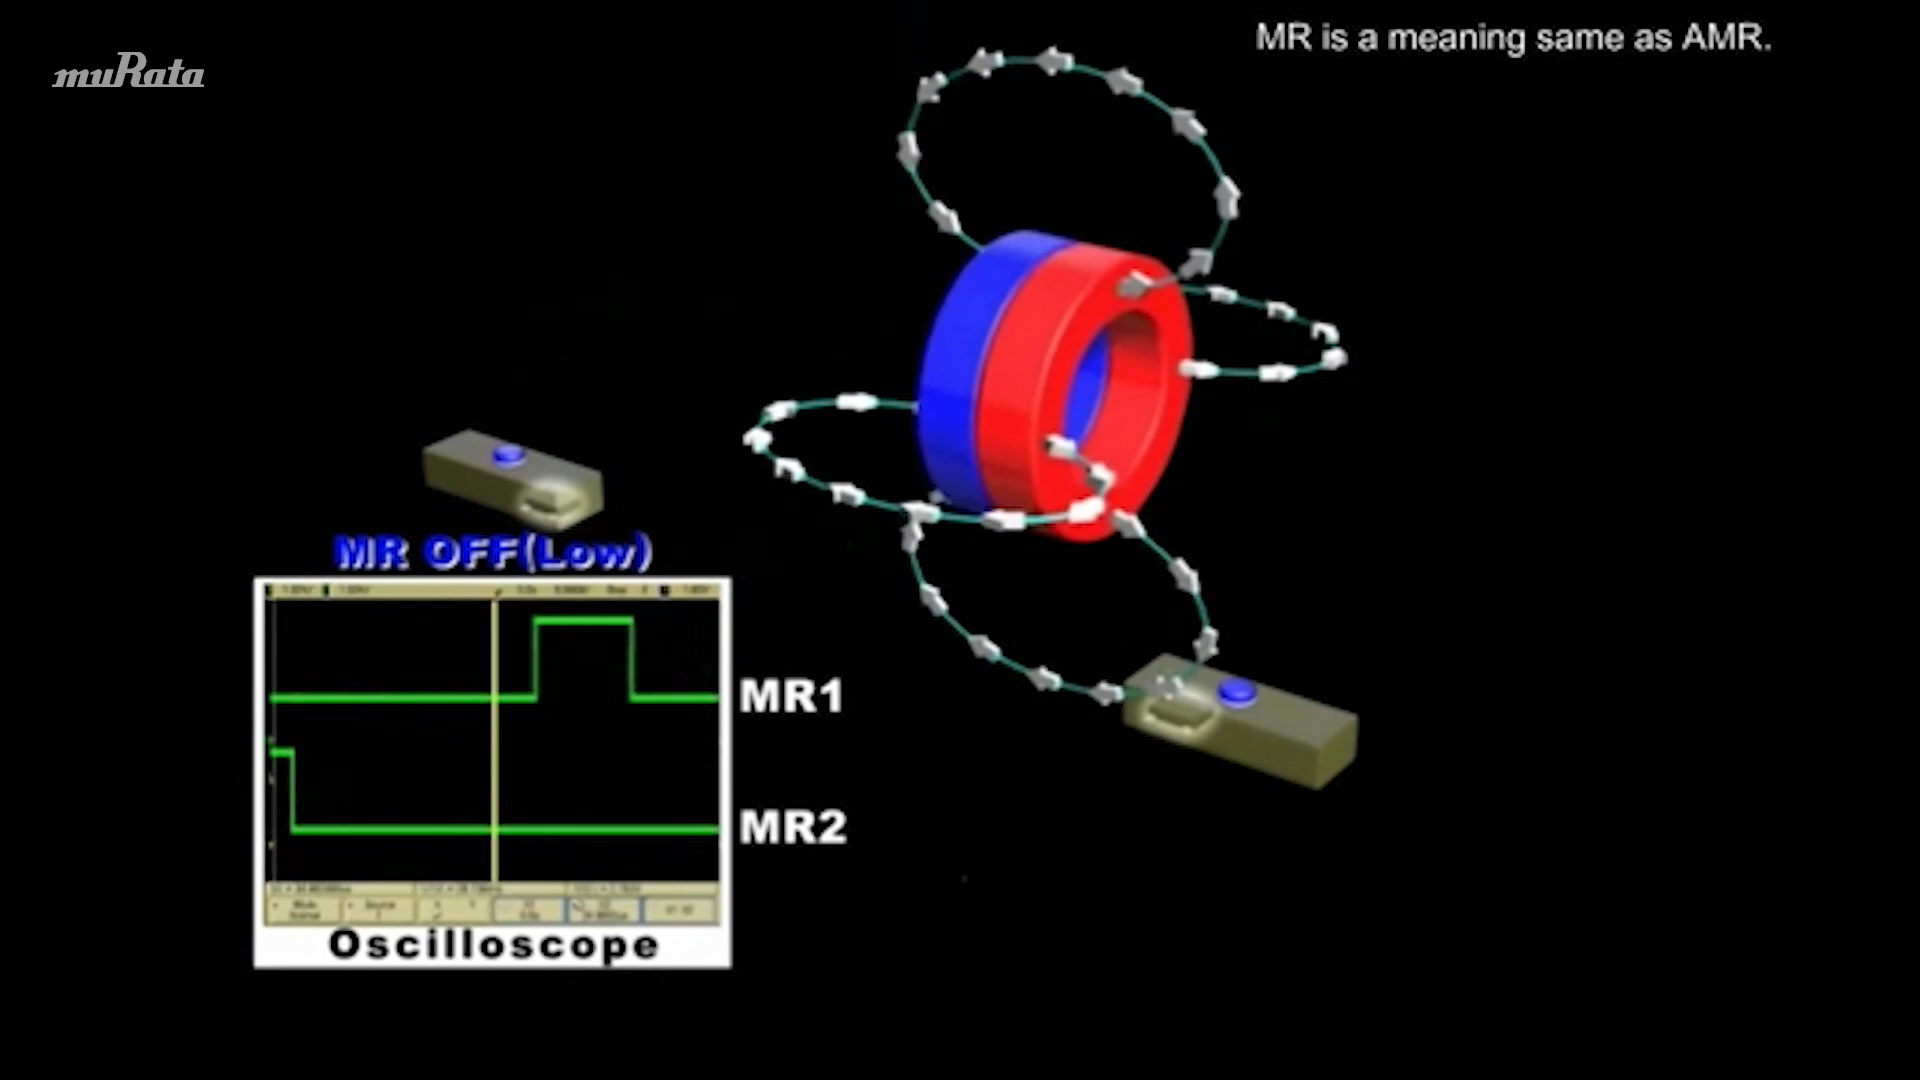 muRata
MR is a meaning same as AMR.
MR OFF(Low)
MR1
MR2
Oscilloscope